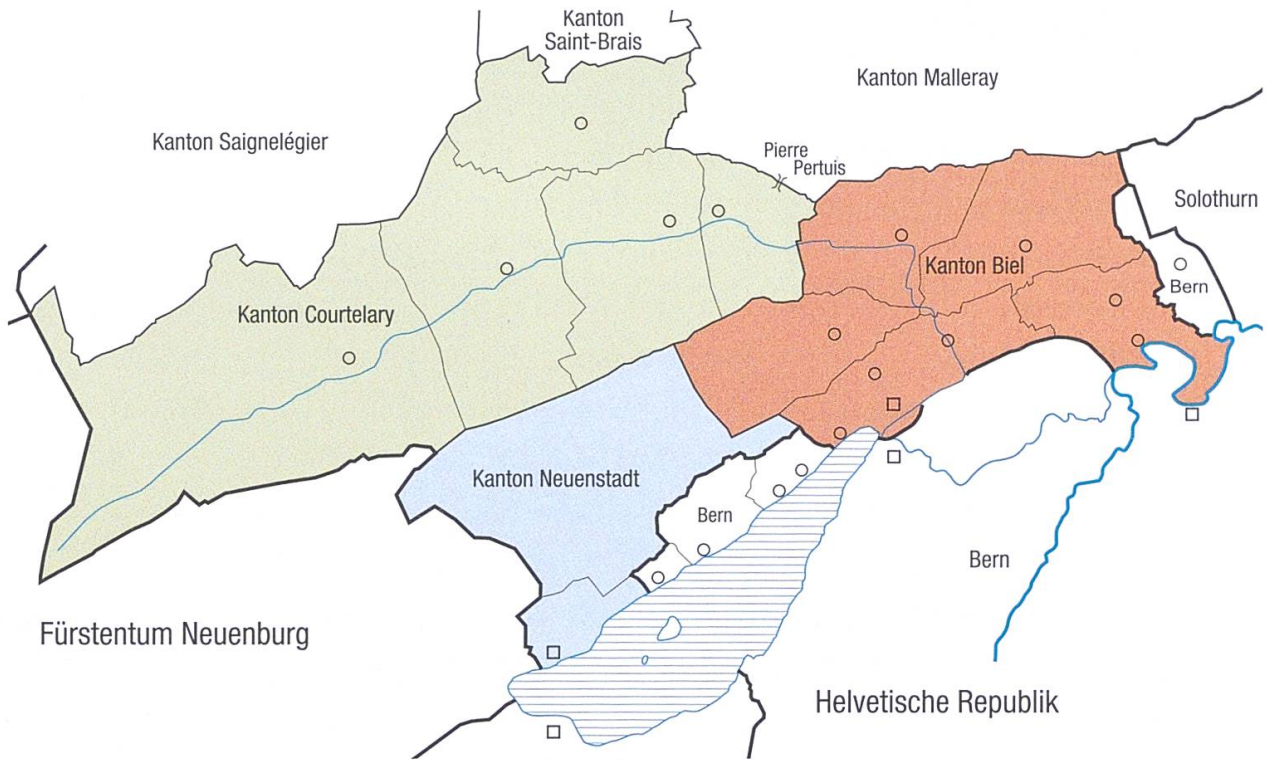 Kanton
Saint-Brais
Kanton Malleray
Kanton Saignelégier
Pierre
Pertuis
Solothurn
Kanton Biel
Bern
Kanton Courtelary
Kanton Neuenstadt
Bern
Bern
Fürstentum Neuenburg
Helvetische Republik